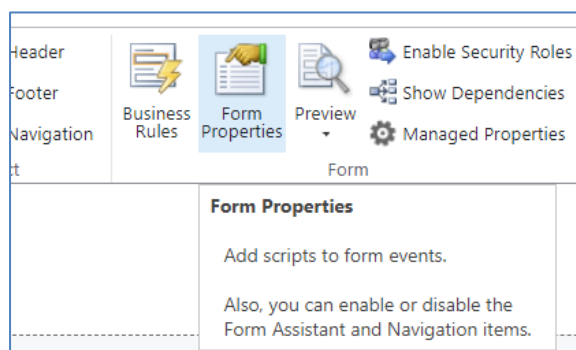 Header
Footer
Navigation
Business
Rules
Form
Properties
Preview
Enable Security Roles
Show Dependencies
Managed Properties
Form
Form Properties
Add scripts to form events.
Also, you can enable or disable the
Form Assistant and Navigation items.